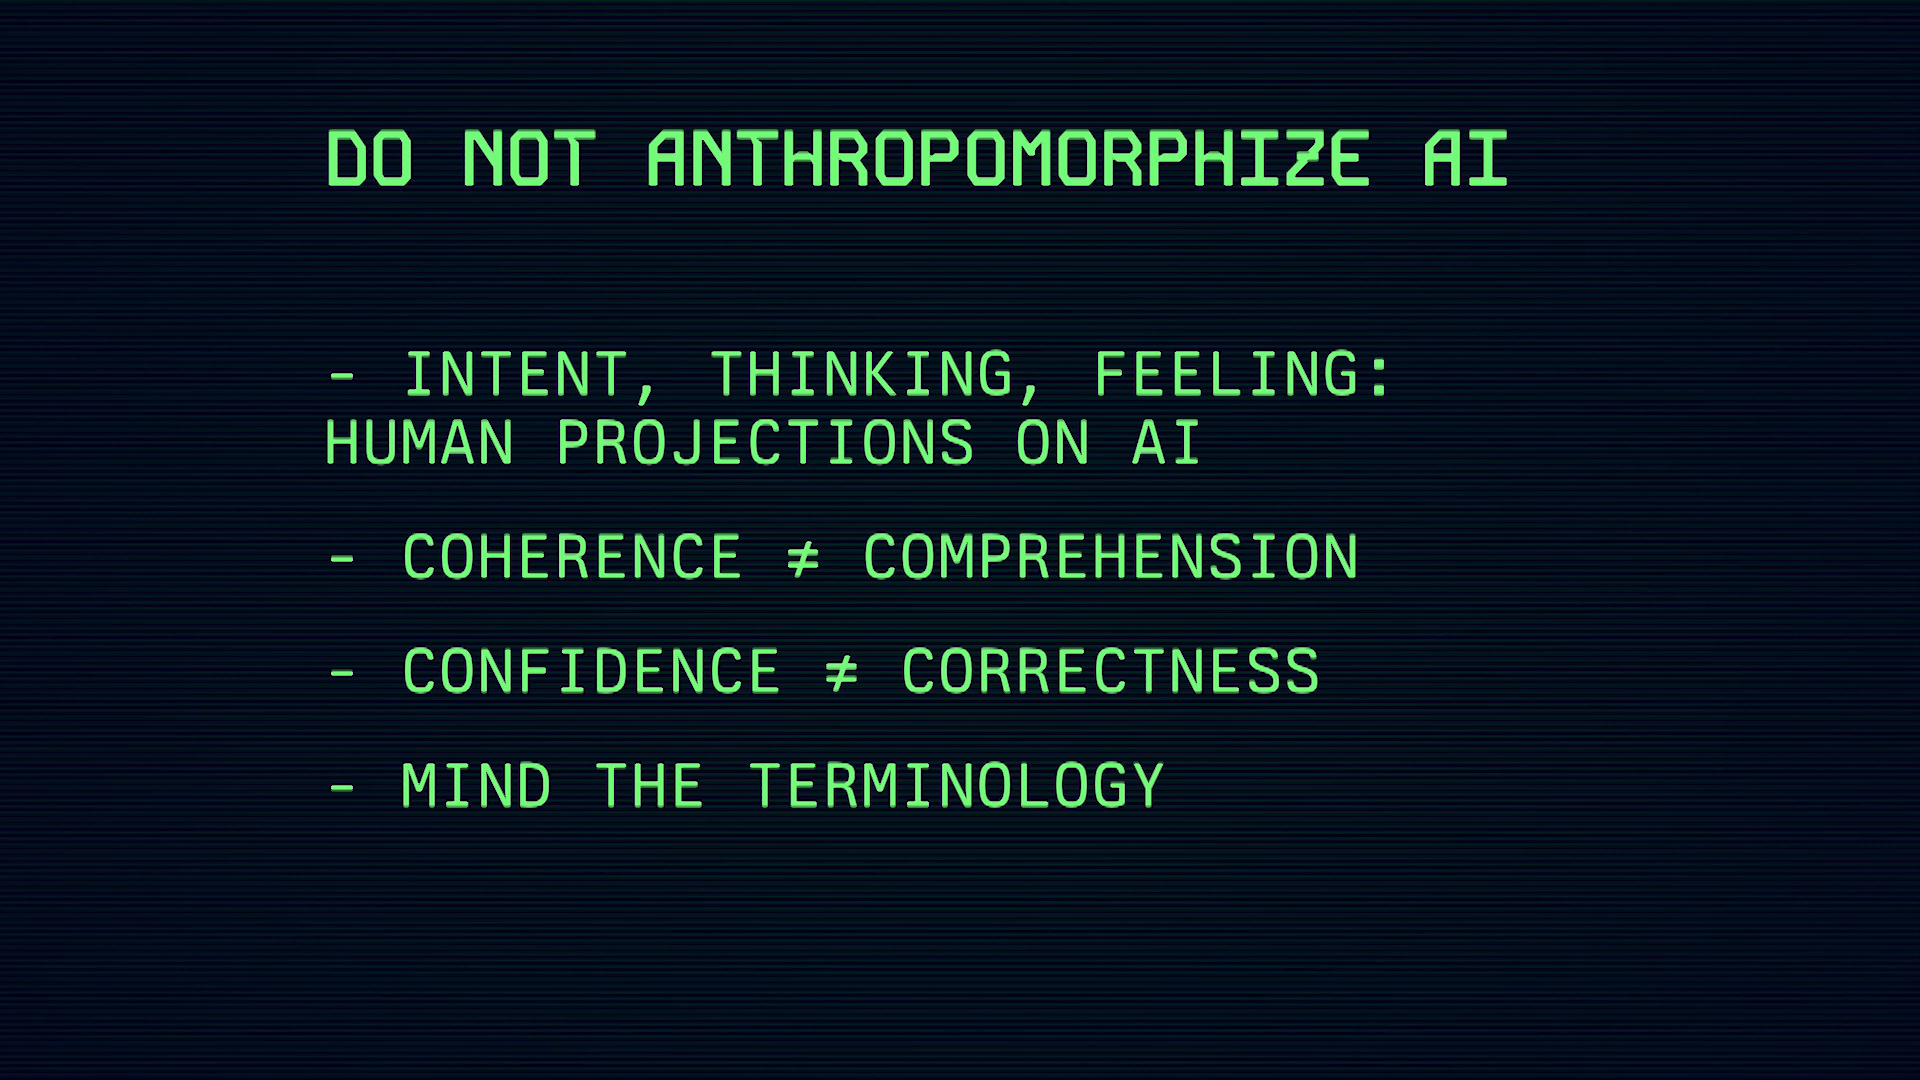 DO NOT ANTHROPOMORPHIZE AI
- INTENT, THINKING, FEELING:
HUMAN PROJECTIONS ON AI
- COHERENCE ≠ COMPREHENSION
- CONFIDENCE ≠ CORRECTNESS
- MIND THE TERMINOLOGY